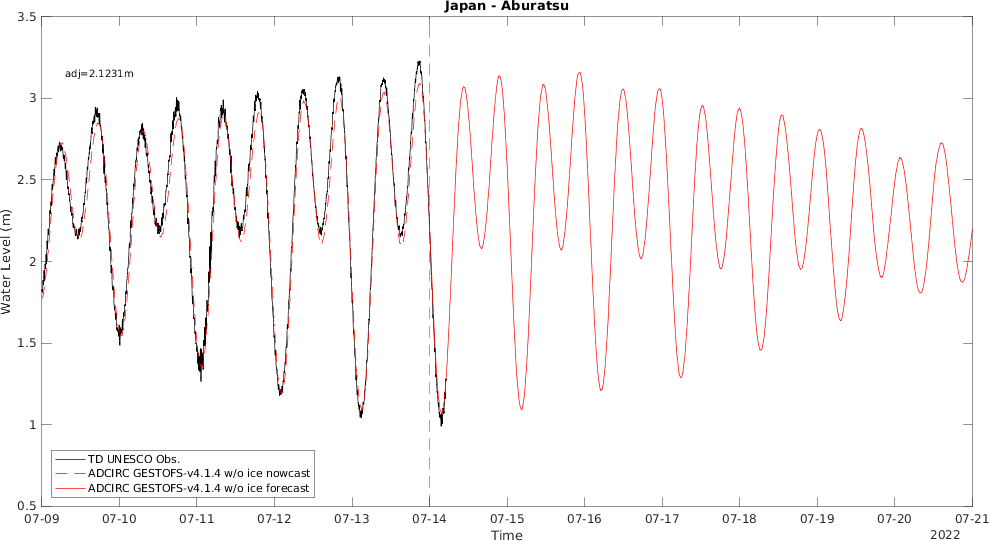 Japan - Aburatsu
3.5
adj=2.1231m
3
2.5
Water Level (m)
2
1.5
1
TD UNESCO Obs.
ADCIRC GESTOFS-v4.1.4 w/o ice nowcast
ADCIRC GESTOFS-v4.1.4 w/o ice forecast
0.5
07-09 07-10 07-11 07-12 07-13 07-14 07-15 07-16 07-17 07-18 07-19 07-20 07-21
Time
2022